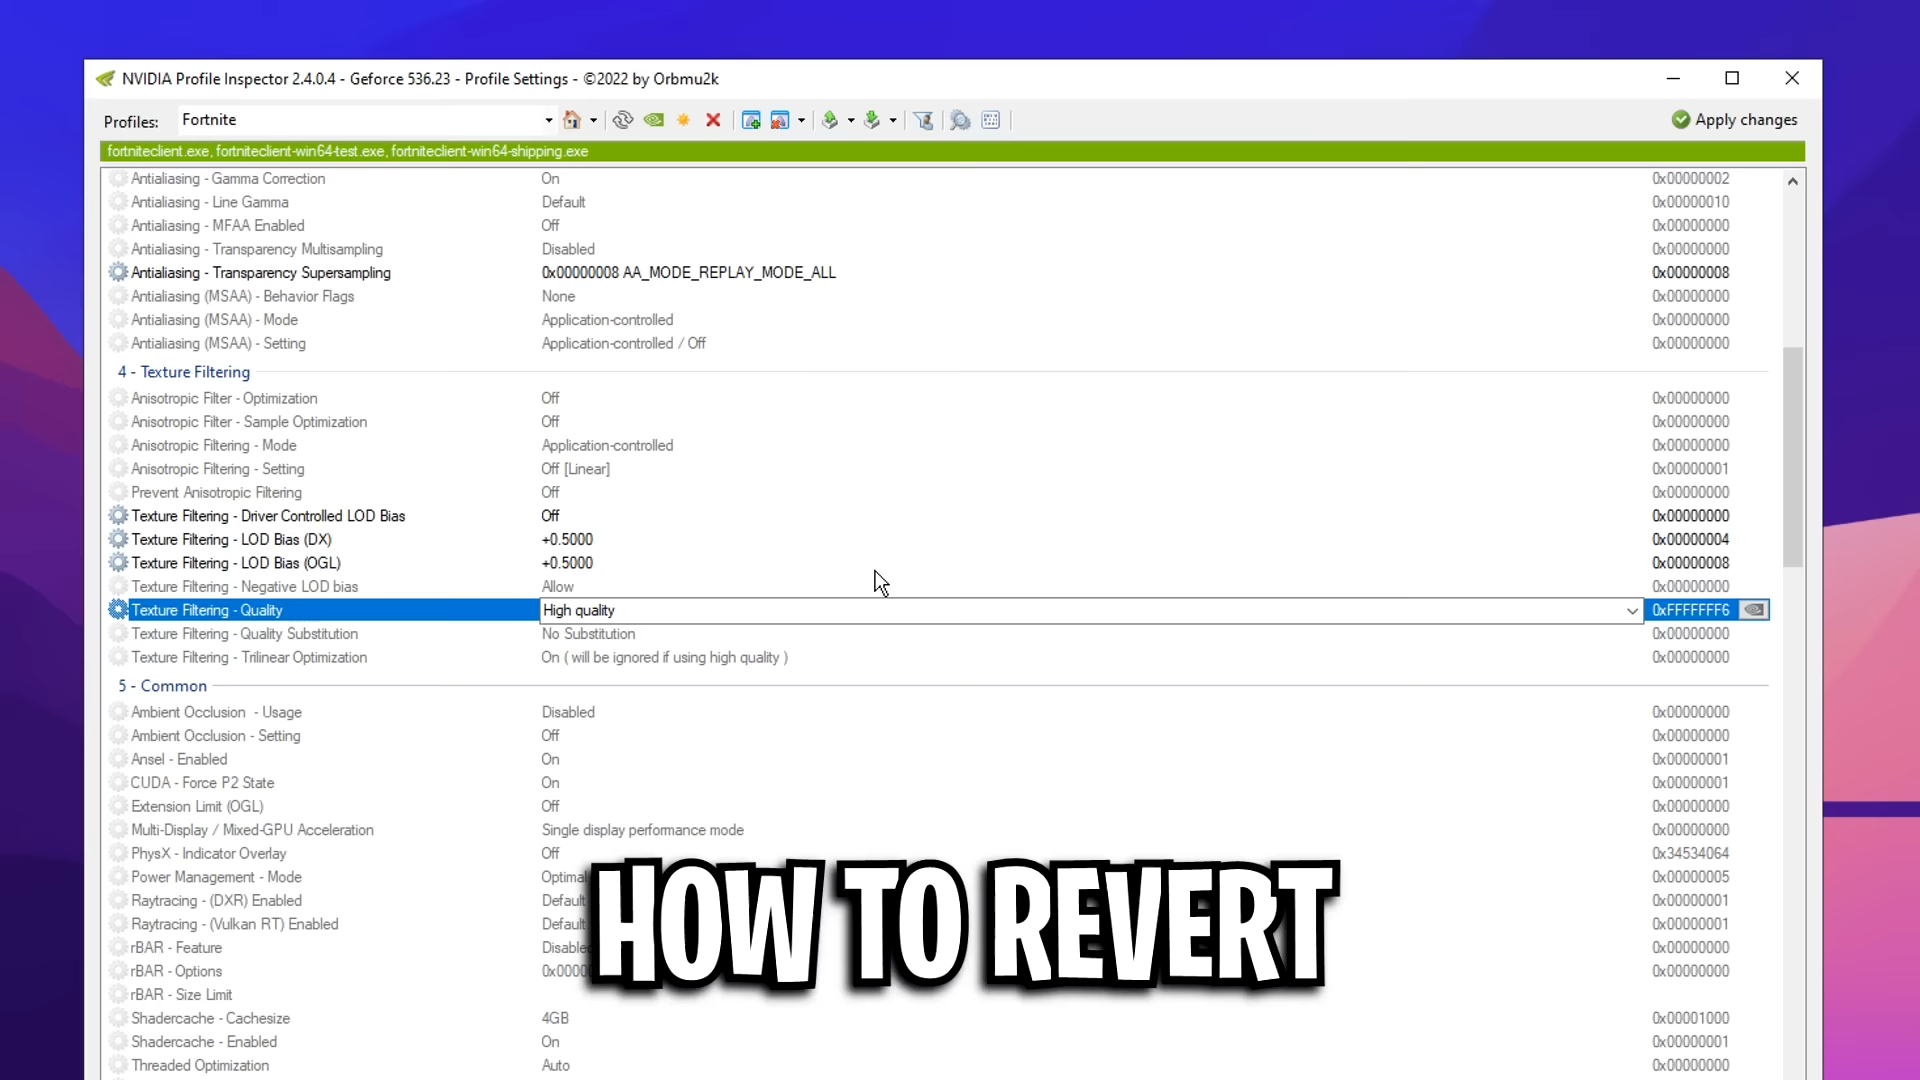 NVIDIA Profile Inspector 2.4.0.4 - Geforce 536.23 - Profile Settings - ©2022 by Orbmu2k
Profiles: Fortnite Apply changes
fortniteclient.exe, fortniteclient-win64-test.exe, fortniteclient-win64-shipping.exe
Antialiasing - Gamma Correction On 0x00000002
Antialiasing - Line Gamma Default 0x00000010
Antialiasing - MFAA Enabled Off 0x00000000
Antialiasing - Transparency Multisampling Disabled 0x00000000
Antialiasing - Transparency Supersampling 0x00000008 AA_MODE_REPLAY_MODE_ALL 0x00000008
Antialiasing (MSAA) - Behavior Flags None 0x00000000
Antialiasing (MSAA) - Mode Application-controlled 0x00000000
Antialiasing (MSAA) - Setting Application-controlled / Off 0x00000000
4 - Texture Filtering
Anisotropic Filter - Optimization Off 0x00000000
Anisotropic Filter - Sample Optimization Off 0x00000000
Anisotropic Filtering - Mode Application-controlled 0x00000000
Anisotropic Filtering - Setting Off [Linear] 0x00000001
Prevent Anisotropic Filtering Off 0x00000000
Texture Filtering - Driver Controlled LOD Bias Off 0x00000000
Texture Filtering - LOD Bias (DX) +0.5000 0x00000004
Texture Filtering - LOD Bias (OGL) +0.5000 0x00000008
Texture Filtering - Negative LOD bias Allow 0x00000000
Texture Filtering - Quality High quality 0xFFFFFFF6
Texture Filtering - Quality Substitution No Substitution 0x00000000
Texture Filtering - Trilinear Optimization On ( will be ignored if using high quality ) 0x00000000
5 - Common
Ambient Occlusion - Usage Disabled 0x00000000
Ambient Occlusion - Setting Off 0x00000000
Ansel - Enabled On 0x00000001
CUDA - Force P2 State On 0x00000001
Extension Limit (OGL) Off 0x00000000
Multi-Display / Mixed-GPU Acceleration Single display performance mode 0x00000000
PhysX - Indicator Overlay Off 0x34534064
Power Management - Mode Optimal 0x00000005
Raytracing - (DXR) Enabled Default 0x00000001
Raytracing - (Vulkan RT) Enabled Default 0x00000001
rBAR - Feature Disable 0x00000000
rBAR - Options 0x0000 0x00000000
rBAR - Size Limit
Shadercache - Cachesize 4GB 0x00001000
Shadercache - Enabled On 0x00000001
Threaded Optimization Auto 0x00000000
HOW TO REVERT